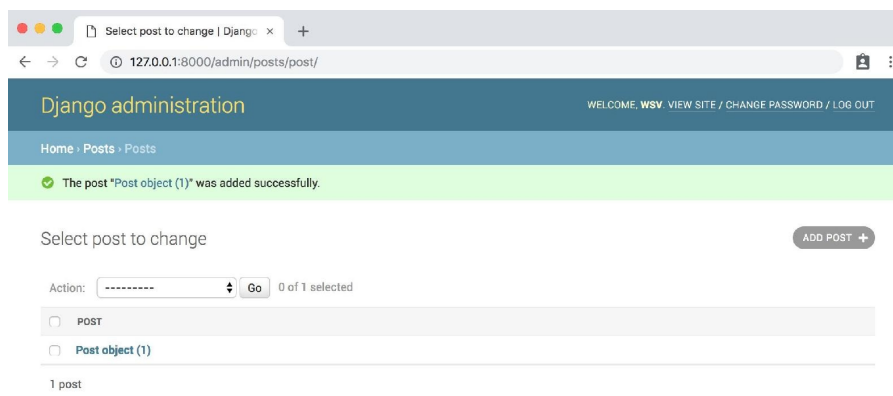 Select post to change | Django
127.0.0.1:8000/admin/posts/post/
Django administration
WELCOME, WSV. VIEW SITE / CHANGE PASSWORD / LOG OUT
Home › Posts › Posts
The post "Post object (1)" was added successfully.
Select post to change
ADD POST +
Action: --------- Go 0 of 1 selected
POST
Post object (1)
1 post